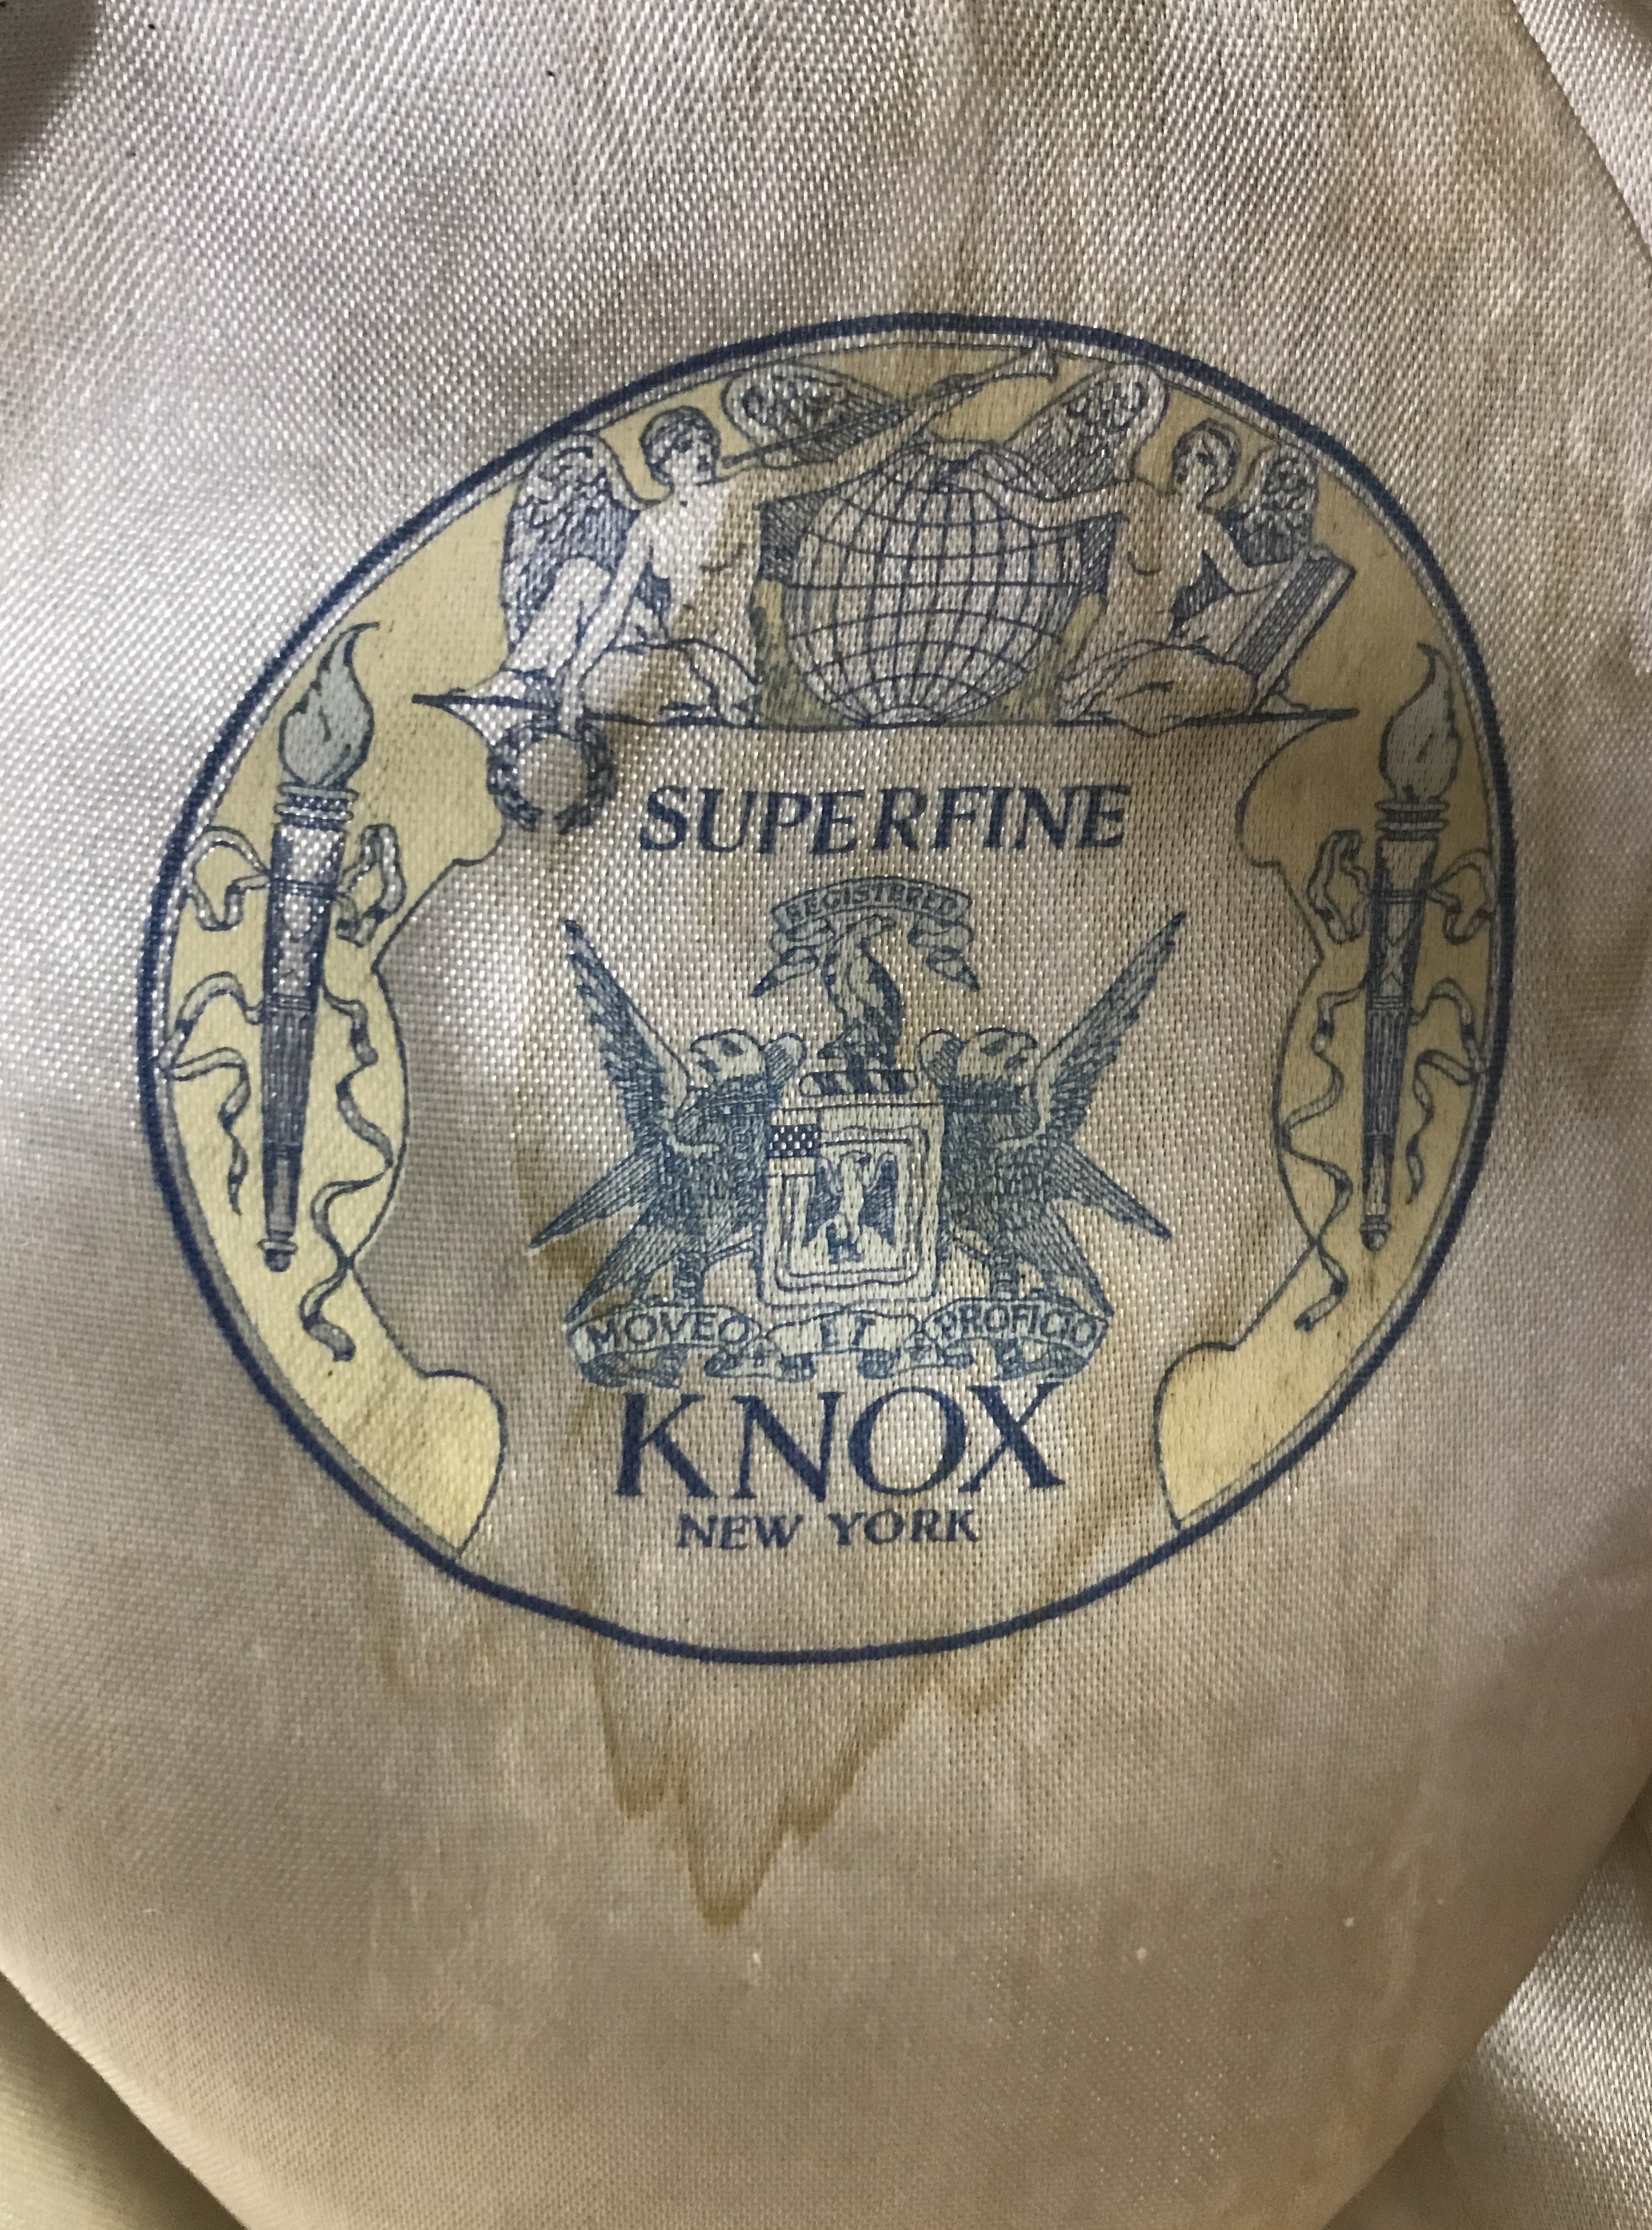 SUPERFINE
REGISTERED
MOVEO ET PROFICIO
KNOX
NEW YORK